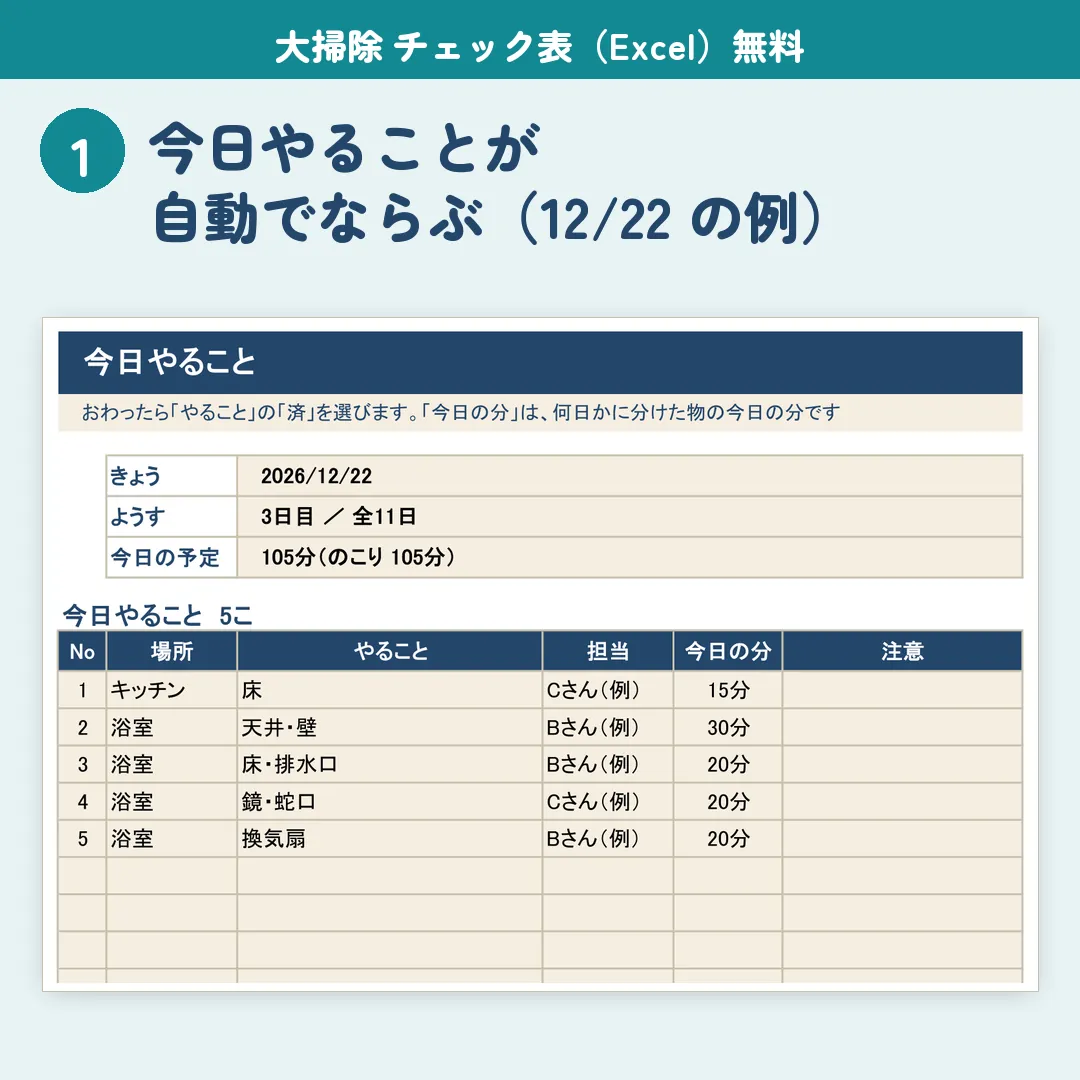 大掃除 チェック表（Excel）無料
1 今日やることが
自動でならぶ（12/22 の例）
今日やること
おわったら「やること」の「済」を選びます。「今日の分」は、何日かに分けた物の今日の分です
きょう 2026/12/22
ようす 3日目 ／ 全11日
今日の予定 105分（のこり 105分）
今日やること 5こ
No 場所 やること 担当 今日の分 注意
1 キッチン 床 Cさん（例） 15分
2 浴室 天井・壁 Bさん（例） 30分
3 浴室 床・排水口 Bさん（例） 20分
4 浴室 鏡・蛇口 Cさん（例） 20分
5 浴室 換気扇 Bさん（例） 20分